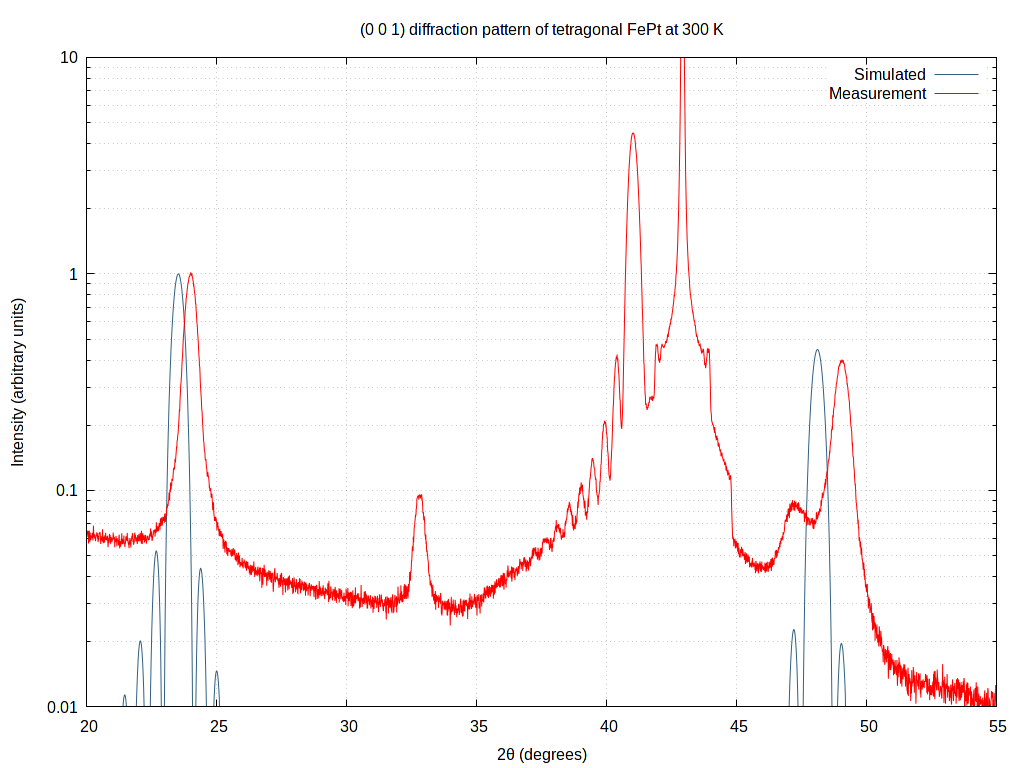 (0 0 1) diffraction pattern of tetragonal FePt at 300 K
10
1
0.1
0.01
Intensity (arbitrary units)
Simulated
Measurement
20 25 30 35 40 45 50 55
2θ (degrees)